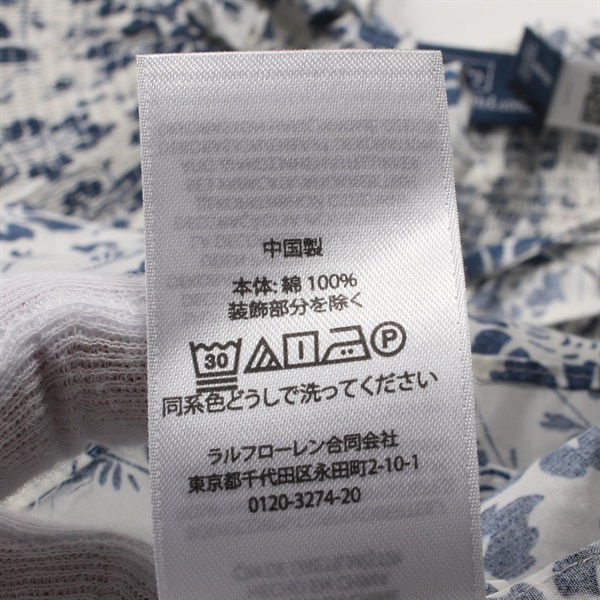 中国製
本体: 綿 100%
装飾部分を除く
30
P
同系色どうしで洗ってください
ラルフローレン合同会社
東京都千代田区永田町2-10-1
0120-3274-20